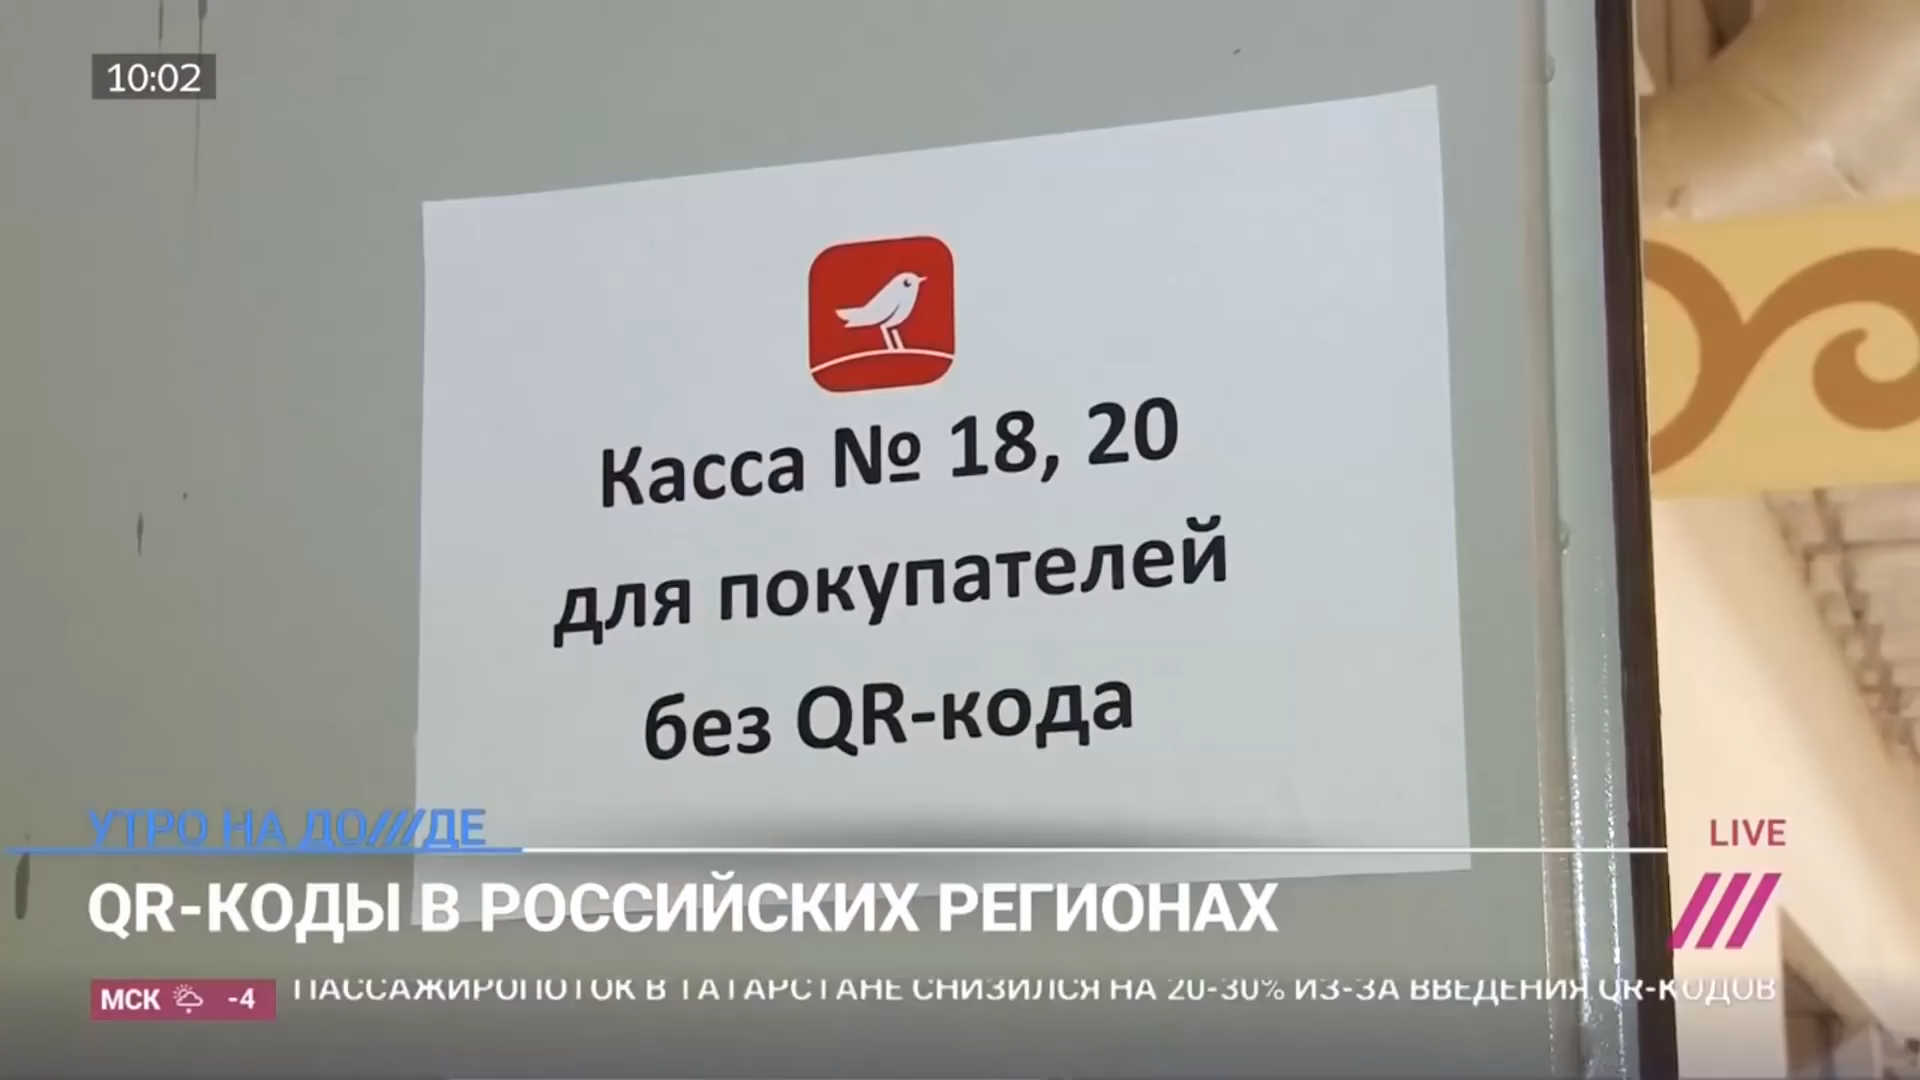 10:02
Касса № 18, 20
для покупателей
без QR-кода
УТРО НА ДО///ДЕ
LIVE
QR-КОДЫ В РОССИЙСКИХ РЕГИОНАХ
МСК -4
ПАССАЖИРОПОТОК В ТАТАРСТАНЕ СНИЗИЛСЯ НА 20-30% ИЗ-ЗА ВВЕДЕНИЯ QR-КОДОВ